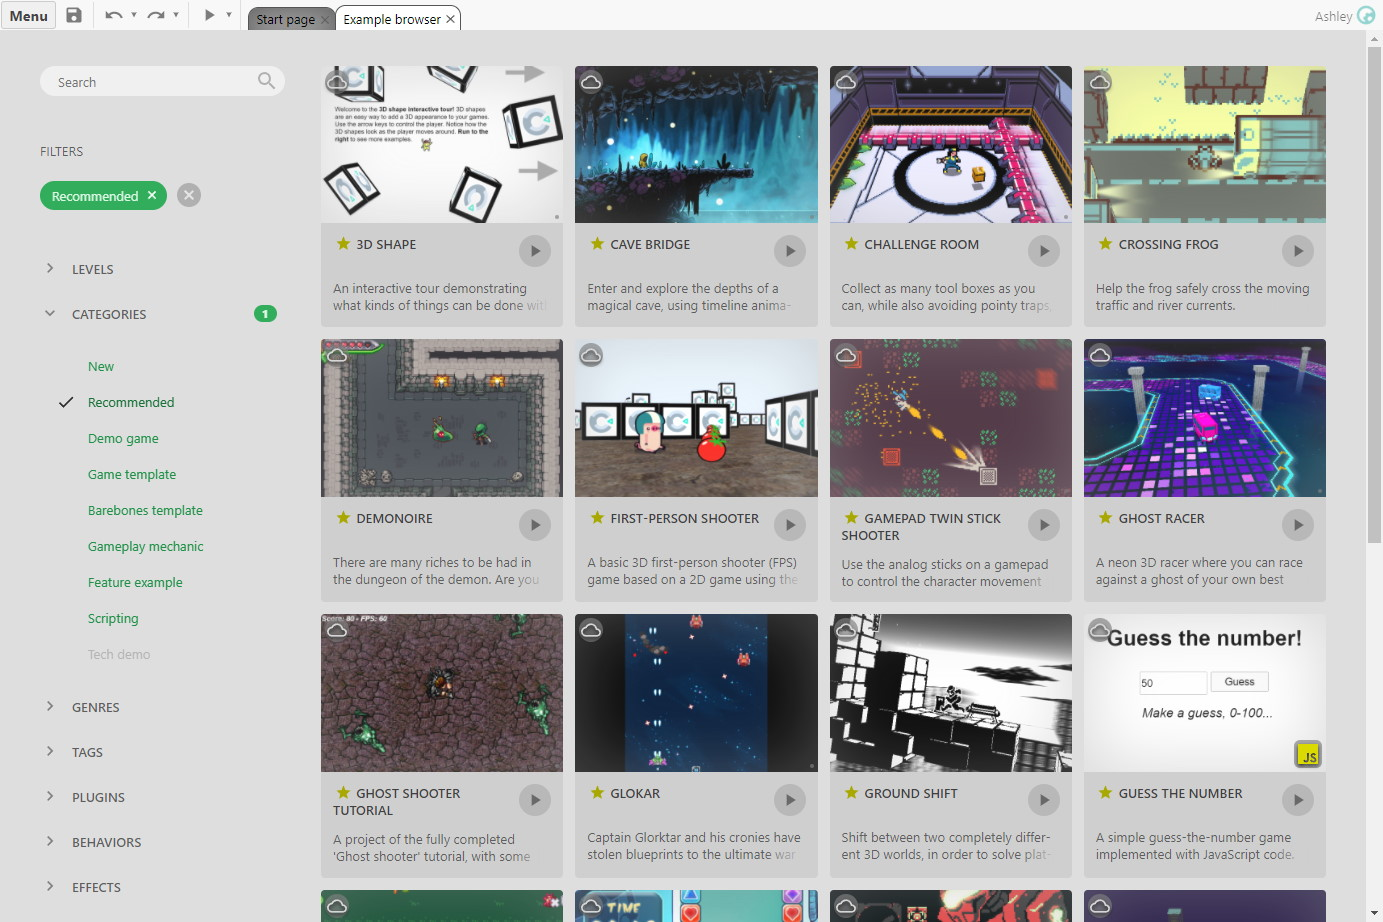 Menu
Start page
Example browser
Ashley
Search
FILTERS
Recommended
LEVELS
CATEGORIES
1
New
Recommended
Demo game
Game template
Barebones template
Gameplay mechanic
Feature example
Scripting
Tech demo
GENRES
TAGS
PLUGINS
BEHAVIORS
EFFECTS
Welcome to the 3D shape interactive tour! 3D shapes
are an easy way to add a 3D appearance to your games.
Use the arrow keys to control the player. Notice how the
3D shapes look as the player moves around. Run to the
right to see more examples.
3D SHAPE
An interactive tour demonstrating
what kinds of things can be done with
CAVE BRIDGE
Enter and explore the depths of a
magical cave, using timeline anima-
CHALLENGE ROOM
Collect as many tool boxes as you
can, while also avoiding pointy traps,
CROSSING FROG
Help the frog safely cross the moving
traffic and river currents.
DEMONOIRE
There are many riches to be had in
the dungeon of the demon. Are you
FIRST-PERSON SHOOTER
A basic 3D first-person shooter (FPS)
game based on a 2D game using the
GAMEPAD TWIN STICK
SHOOTER
Use the analog sticks on a gamepad
to control the character movement
GHOST RACER
A neon 3D racer where you can race
against a ghost of your own best
Score: 80 - FPS: 60
GHOST SHOOTER
TUTORIAL
A project of the fully completed
'Ghost shooter' tutorial, with some
GLOKAR
Captain Glorktar and his cronies have
stolen blueprints to the ultimate war
GROUND SHIFT
Shift between two completely differ-
ent 3D worlds, in order to solve plat-
Guess the number!
50
Guess
Make a guess, 0-100...
JS
GUESS THE NUMBER
A simple guess-the-number game
implemented with JavaScript code.
TIME